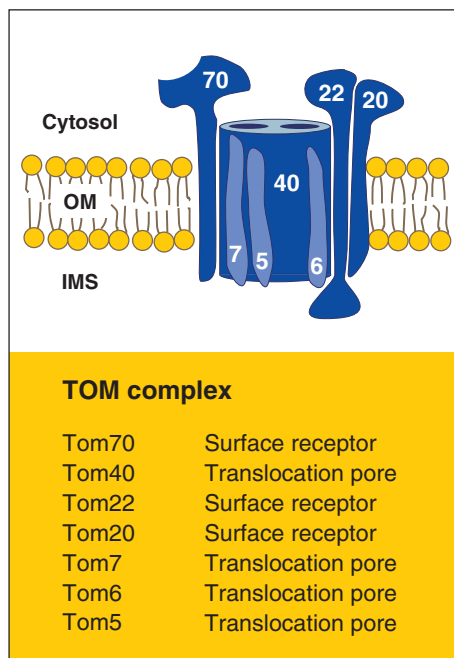 70
22
20
Cytosol
40
OM
7
5
6
IMS
TOM complex
Tom70 Surface receptor
Tom40 Translocation pore
Tom22 Surface receptor
Tom20 Surface receptor
Tom7 Translocation pore
Tom6 Translocation pore
Tom5 Translocation pore